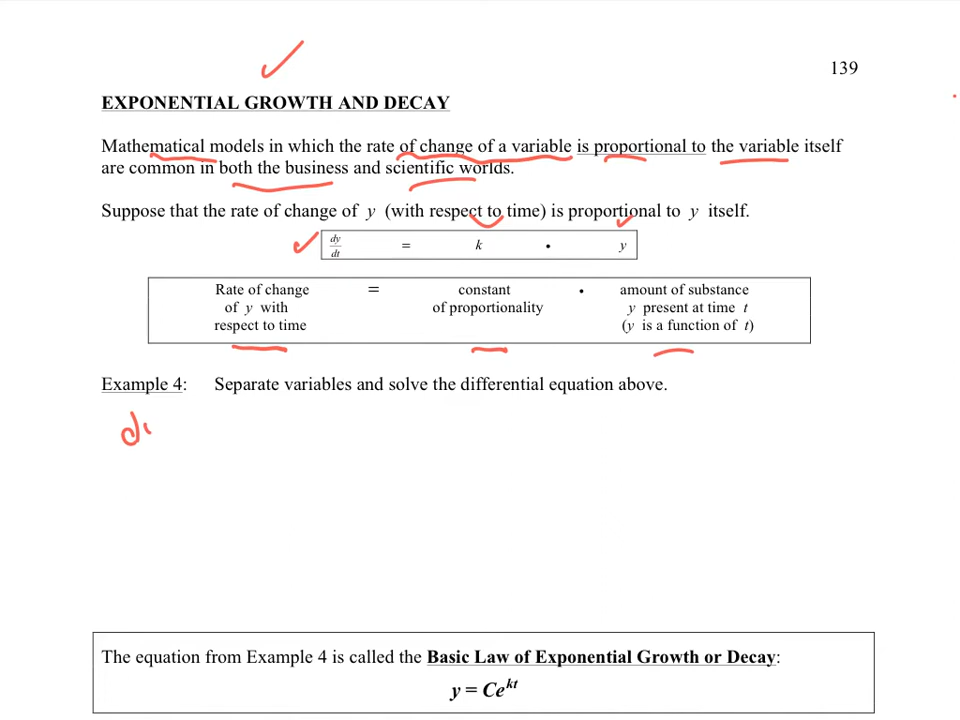 139
EXPONENTIAL GROWTH AND DECAY
Mathematical models in which the rate of change of a variable is proportional to the variable itself
are common in both the business and scientific worlds.
Suppose that the rate of change of y (with respect to time) is proportional to y itself.
dy/dt = k • y
Rate of change = constant • amount of substance
of y with of proportionality y present at time t
respect to time (y is a function of t)
Example 4: Separate variables and solve the differential equation above.
The equation from Example 4 is called the Basic Law of Exponential Growth or Decay:
y = Ce^kt